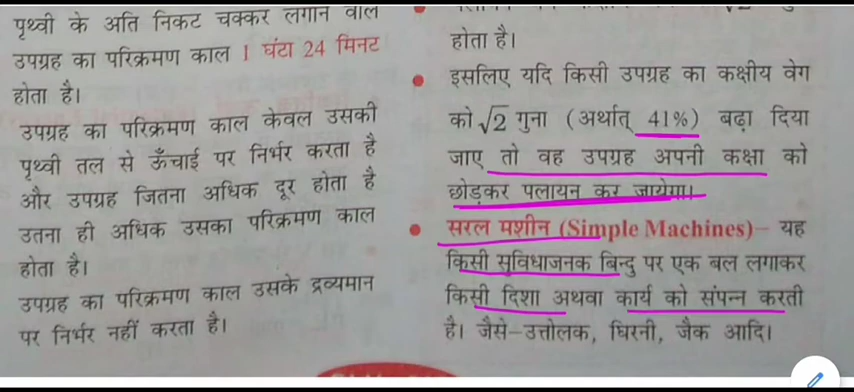 पृथ्वी के अति निकट चक्कर लगाने वाले
उपग्रह का परिक्रमण काल 1 घंटा 24 मिनट
होता है।
उपग्रह का परिक्रमण काल केवल उसकी
पृथ्वी तल से ऊँचाई पर निर्भर करता है
और उपग्रह जितना अधिक दूर होता है
उतना ही अधिक उसका परिक्रमण काल
होता है।
उपग्रह का परिक्रमण काल उसके द्रव्यमान
पर निर्भर नहीं करता है।
होता है।
• इसलिए यदि किसी उपग्रह का कक्षीय वेग
को √2 गुना (अर्थात् 41%) बढ़ा दिया
जाए तो वह उपग्रह अपनी कक्षा को
छोड़कर पलायन कर जायेगा।
• सरल मशीन (Simple Machines)– यह
किसी सुविधाजनक बिन्दु पर एक बल लगाकर
किसी दिशा अथवा कार्य को संपन्न करती
है। जैसे–उत्तोलक, घिरनी, जैक आदि।